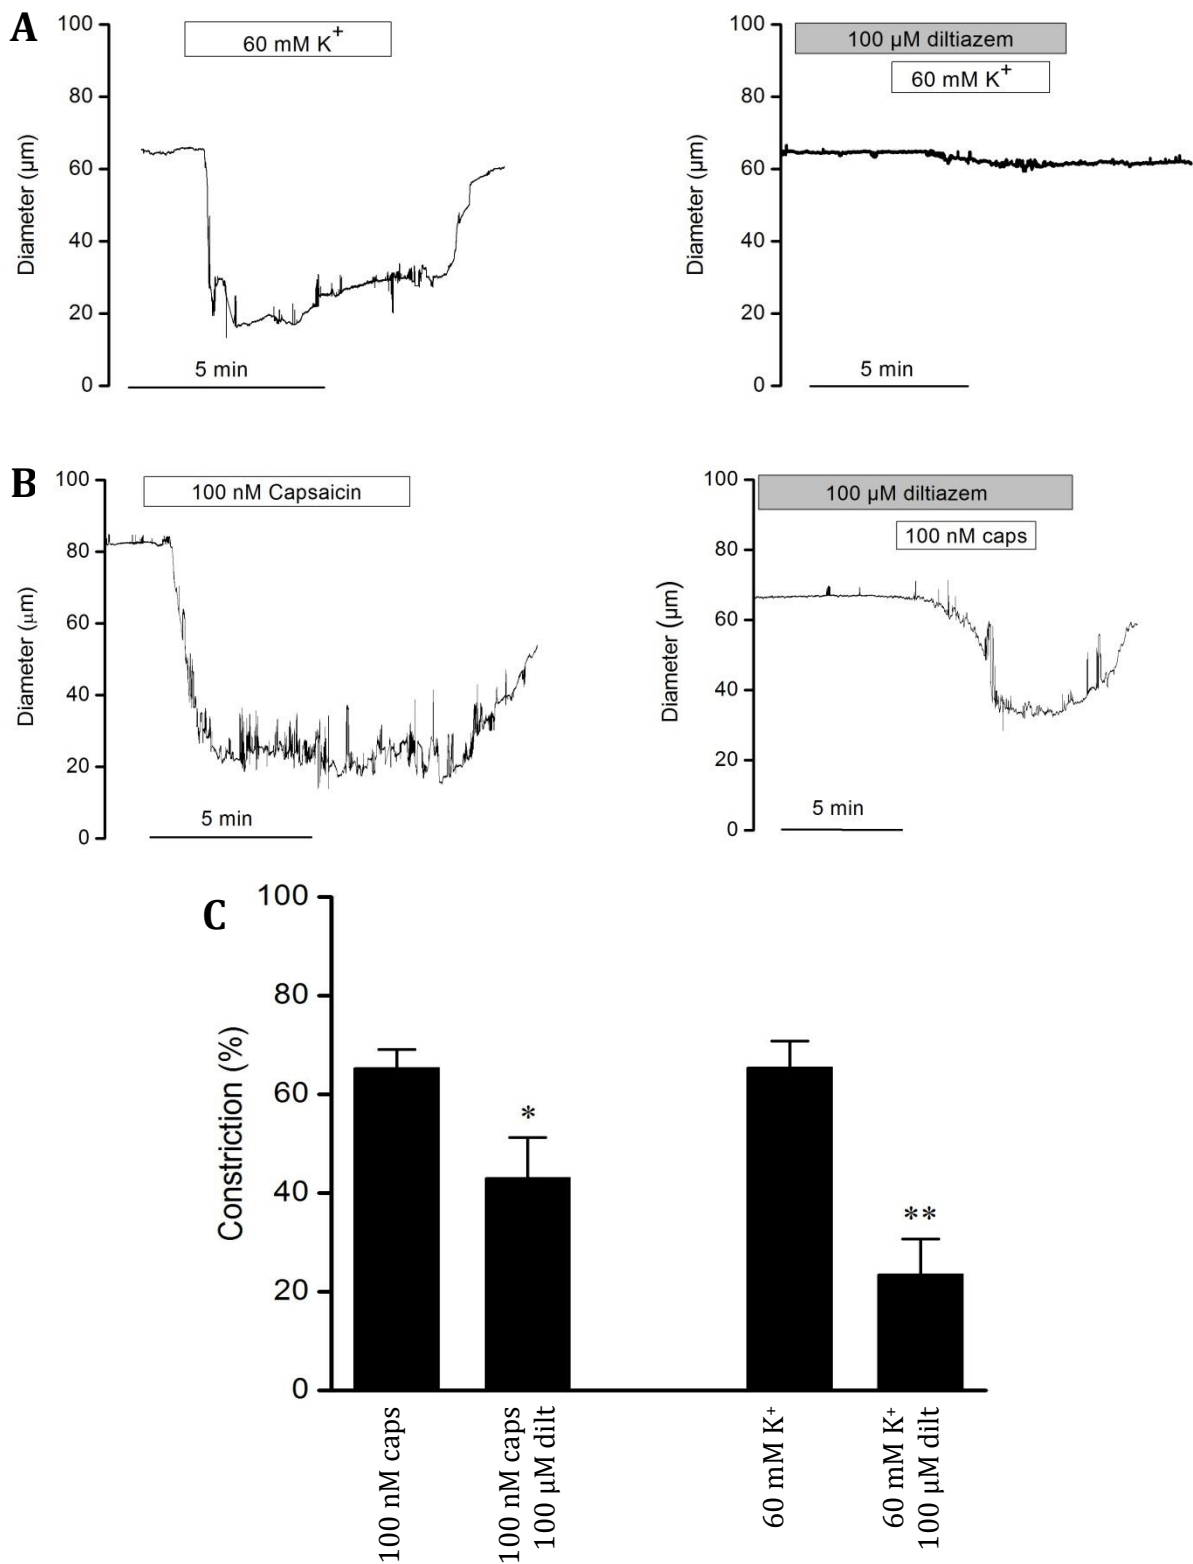 A
100
80
60
40
20
0
Diameter (µm)
60 mM K+
5 min
100
80
60
40
20
0
Diameter (µm)
100 µM diltiazem
60 mM K+
5 min
B
100
80
60
40
20
0
Diameter (µm)
100 nM Capsaicin
5 min
100
80
60
40
20
0
Diameter (µm)
100 µM diltiazem
100 nM caps
5 min
C
100
80
60
40
20
0
Constriction (%)
*
**
100 nM caps
100 nM caps
100 µM dilt
60 mM K+
60 mM K+
100 µM dilt